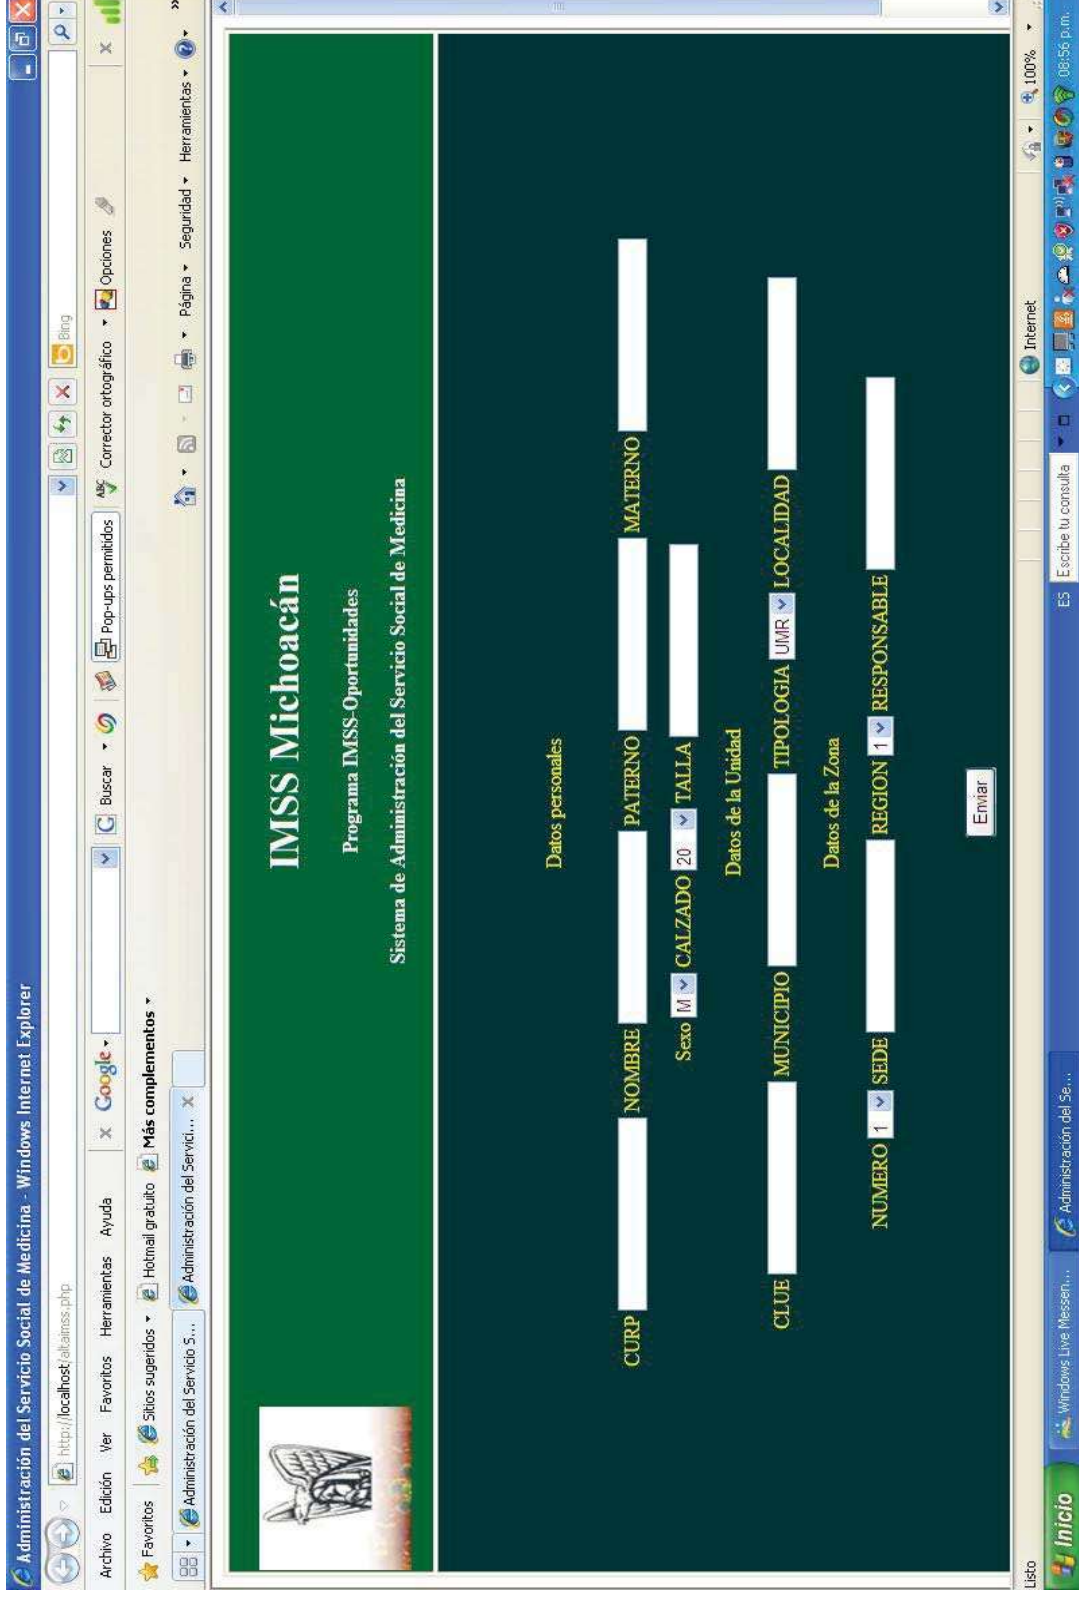 Administración del Servicio Social de Medicina - Windows Internet Explorer
http://localhost/altaimss.php
Bing
Archivo Edición Ver Favoritos Herramientas Ayuda
x Google Buscar Pop-ups permitidos ABC Corrector ortográfico Opciones x
Favoritos Sitios sugeridos Hotmail gratuito Más complementos
Administración del Servicio S... Administración del Servici... x Página Seguridad Herramientas »
IMSS Michoacán
Programa IMSS-Oportunidades
Sistema de Administración del Servicio Social de Medicina
Datos personales
CURP NOMBRE PATERNO MATERNO
Sexo M CALZADO 20 TALLA
Datos de la Unidad
CLUE MUNICIPIO TIPOLOGIA UMR LOCALIDAD
Datos de la Zona
NUMERO 1 SEDE REGION 1 RESPONSABLE
Enviar
Listo Internet 100%
Inicio Windows Live Messen... Administración del Se... ES Escribe tu consulta 08:56 p.m.